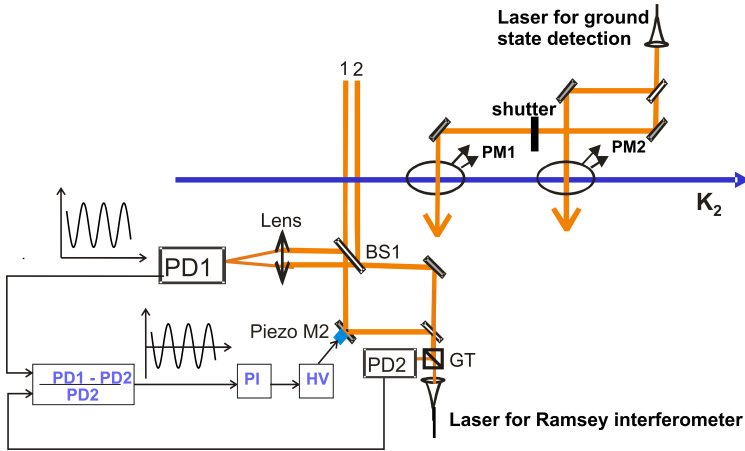 Laser for ground
state detection
1 2
shutter
PM1
PM2
K2
Lens
BS1
PD1
Piezo M2
PD2
GT
PD1 - PD2
PD2
PI
HV
Laser for Ramsey interferometer